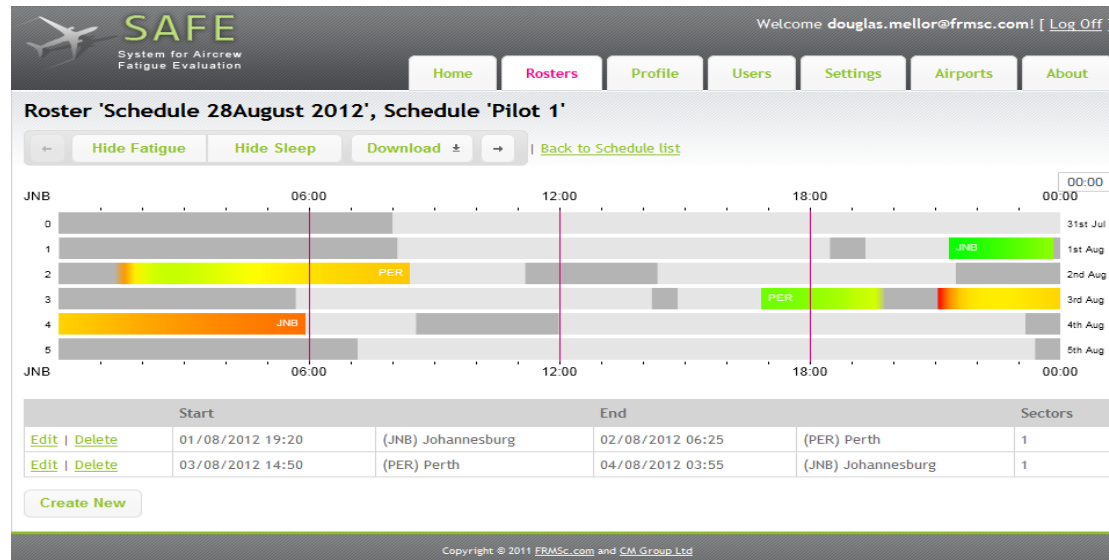 SAFE
System for Aircrew
Fatigue Evaluation
Welcome douglas.mellor@frmsc.com! [ Log Off ]
Home Rosters Profile Users Settings Airports About
Roster 'Schedule 28August 2012', Schedule 'Pilot 1'
← Hide Fatigue Hide Sleep Download → | Back to Schedule list
00:00
JNB 06:00 12:00 18:00 00:00
0 31st Jul
1 JNB 1st Aug
2 PER 2nd Aug
3 PER 3rd Aug
4 JNB 4th Aug
5 5th Aug
JNB 06:00 12:00 18:00 00:00
Start End Sectors
Edit | Delete 01/08/2012 19:20 (JNB) Johannesburg 02/08/2012 06:25 (PER) Perth 1
Edit | Delete 03/08/2012 14:50 (PER) Perth 04/08/2012 03:55 (JNB) Johannesburg 1
Create New
Copyright © 2011 FRMSc.com and CM Group Ltd